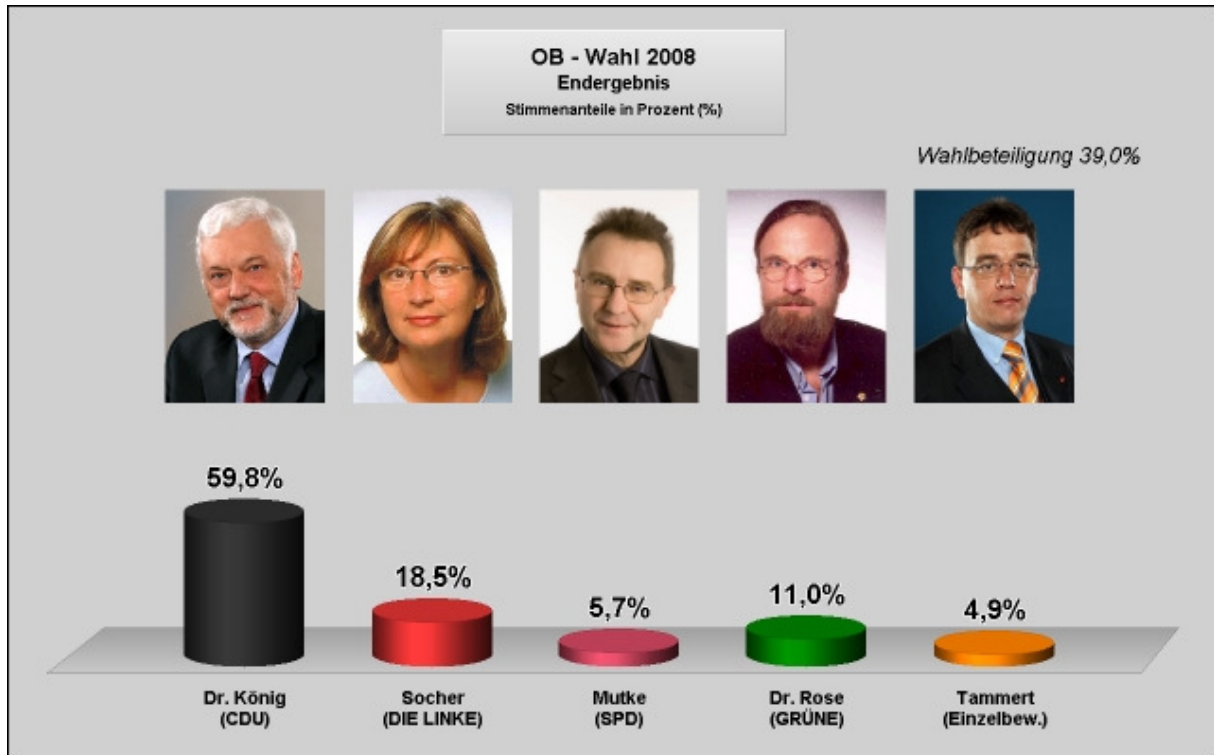 OB - Wahl 2008
Endergebnis
Stimmenanteile in Prozent (%)
Wahlbeteiligung 39,0%
59,8%
18,5%
5,7%
11,0%
4,9%
Dr. König
(CDU)
Socher
(DIE LINKE)
Mutke
(SPD)
Dr. Rose
(GRÜNE)
Tammert
(Einzelbew.)